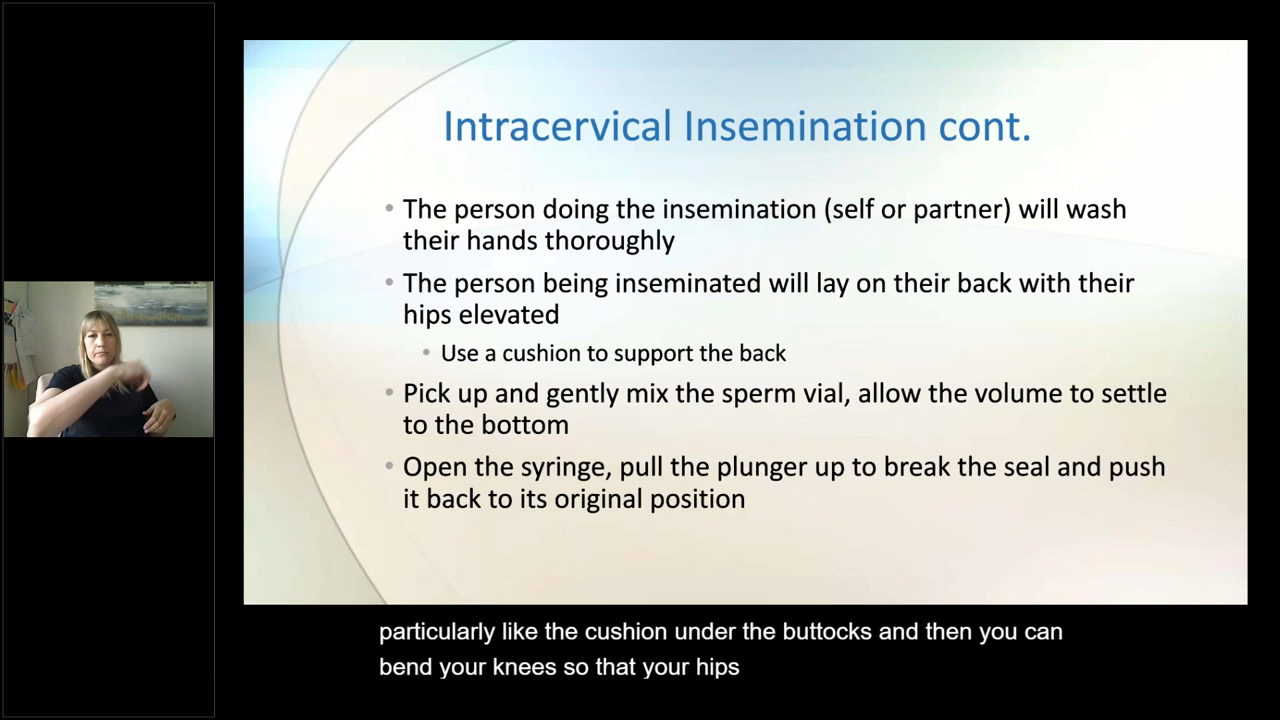 Intracervical Insemination cont.
• The person doing the insemination (self or partner) will wash
their hands thoroughly
• The person being inseminated will lay on their back with their
hips elevated
• Use a cushion to support the back
• Pick up and gently mix the sperm vial, allow the volume to settle
to the bottom
• Open the syringe, pull the plunger up to break the seal and push
it back to its original position
particularly like the cushion under the buttocks and then you can
bend your knees so that your hips